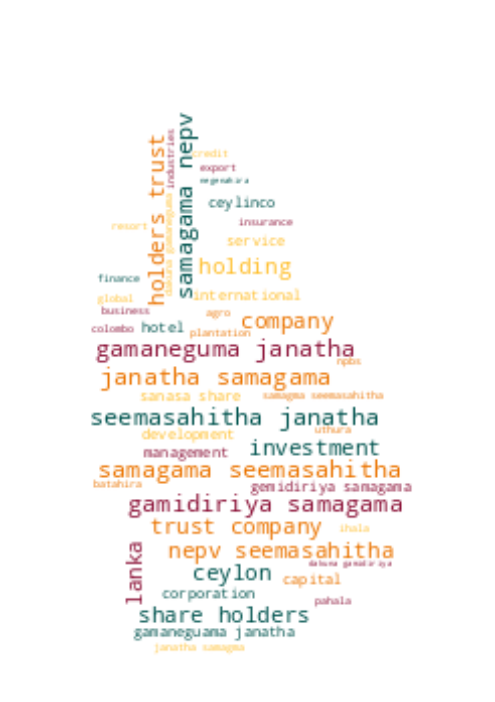 holders trust
industries
samagama nepv
credit
export
negenahira
ceylinco
insurance
resort
dakuna gamaneguma
service
finance
holding
global
international
business
agro
company
colombo
hotel
plantation
gamaneguma janatha
npbs
janatha samagama
sanasa share
samagma seemasahitha
seemasahitha janatha
uthura
development
management
investment
samagama seemasahitha
batahira
gemidiriya samagama
gamidiriya samagama
trust company
ihala
nepv seemasahitha
lanka
dakuna gamidiriya
ceylon
capital
corporation
pahala
share holders
gamaneguama janatha
janatha samagma